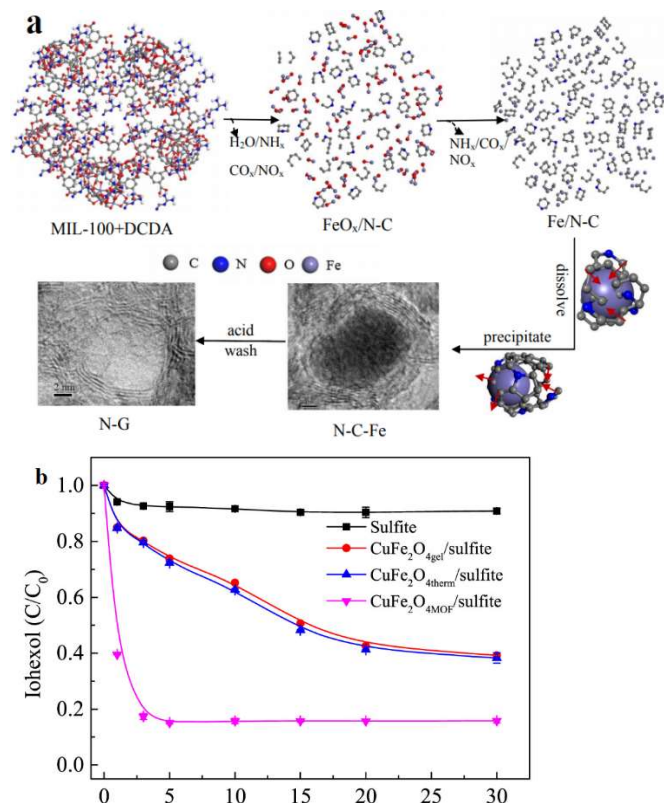 a
H₂O/NHₓ
COₓ/NOₓ
NHₓ/COₓ/
NOₓ
MIL-100+DCDA
FeOₓ/N-C
Fe/N-C
C N O Fe
dissolve
acid
wash
precipitate
2 nm
N-G
N-C-Fe
b
1.0
0.8
0.6
0.4
0.2
0.0
Iohexol (C/C₀)
Sulfite
CuFe₂O₄gel/sulfite
CuFe₂O₄therm/sulfite
CuFe₂O₄MOF/sulfite
0 5 10 15 20 25 30